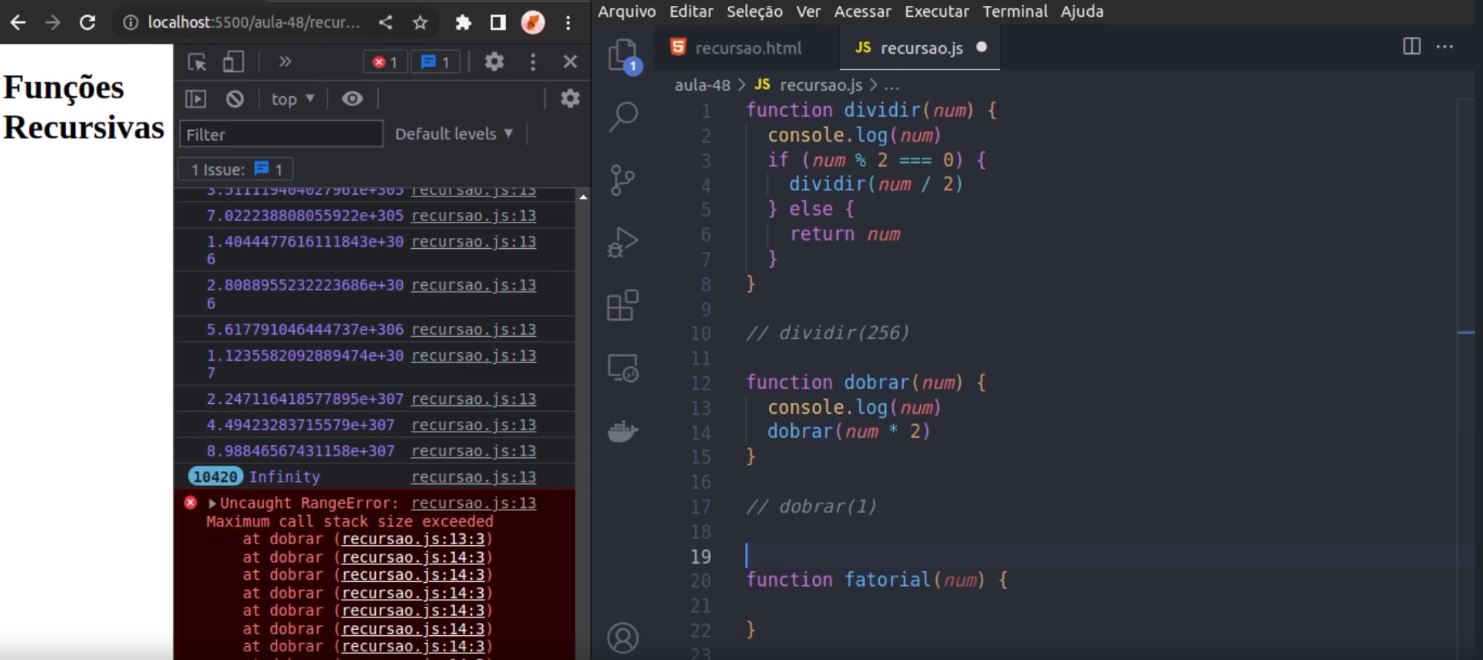 localhost:5500/aula-48/recur...
Funções
Recursivas
1 1
top
Filter Default levels
1 Issue: 1
3.511119404027961e+305 recursao.js:13
7.022238808055922e+305 recursao.js:13
1.4044477616111843e+30 recursao.js:13
6
2.8088955232223686e+30 recursao.js:13
6
5.617791046444737e+306 recursao.js:13
1.1235582092889474e+30 recursao.js:13
7
2.247116418577895e+307 recursao.js:13
4.49423283715579e+307 recursao.js:13
8.98846567431158e+307 recursao.js:13
10420 Infinity recursao.js:13
Uncaught RangeError: recursao.js:13
Maximum call stack size exceeded
at dobrar (recursao.js:13:3)
at dobrar (recursao.js:14:3)
at dobrar (recursao.js:14:3)
at dobrar (recursao.js:14:3)
at dobrar (recursao.js:14:3)
at dobrar (recursao.js:14:3)
at dobrar (recursao.js:14:3)
Arquivo Editar Seleção Ver Acessar Executar Terminal Ajuda
1
recursao.html JS recursao.js
aula-48 > JS recursao.js > ...
1 function dividir(num) {
2 console.log(num)
3 if (num % 2 === 0) {
4 dividir(num / 2)
5 } else {
6 return num
7 }
8 }
9
10 // dividir(256)
11
12 function dobrar(num) {
13 console.log(num)
14 dobrar(num * 2)
15 }
16
17 // dobrar(1)
18
19
20 function fatorial(num) {
21
22 }
23